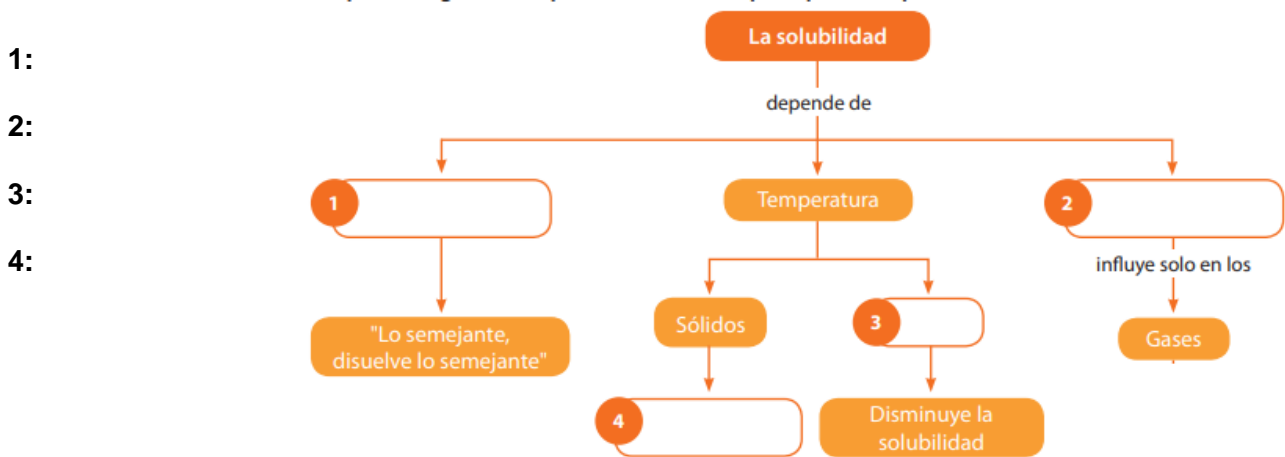 La solubilidad
1:
depende de
2:
3:
1
Temperatura
2
4:
influye solo en los
"Lo semejante,
disuelve lo semejante"
Sólidos
3
Gases
4
Disminuye la
solubilidad